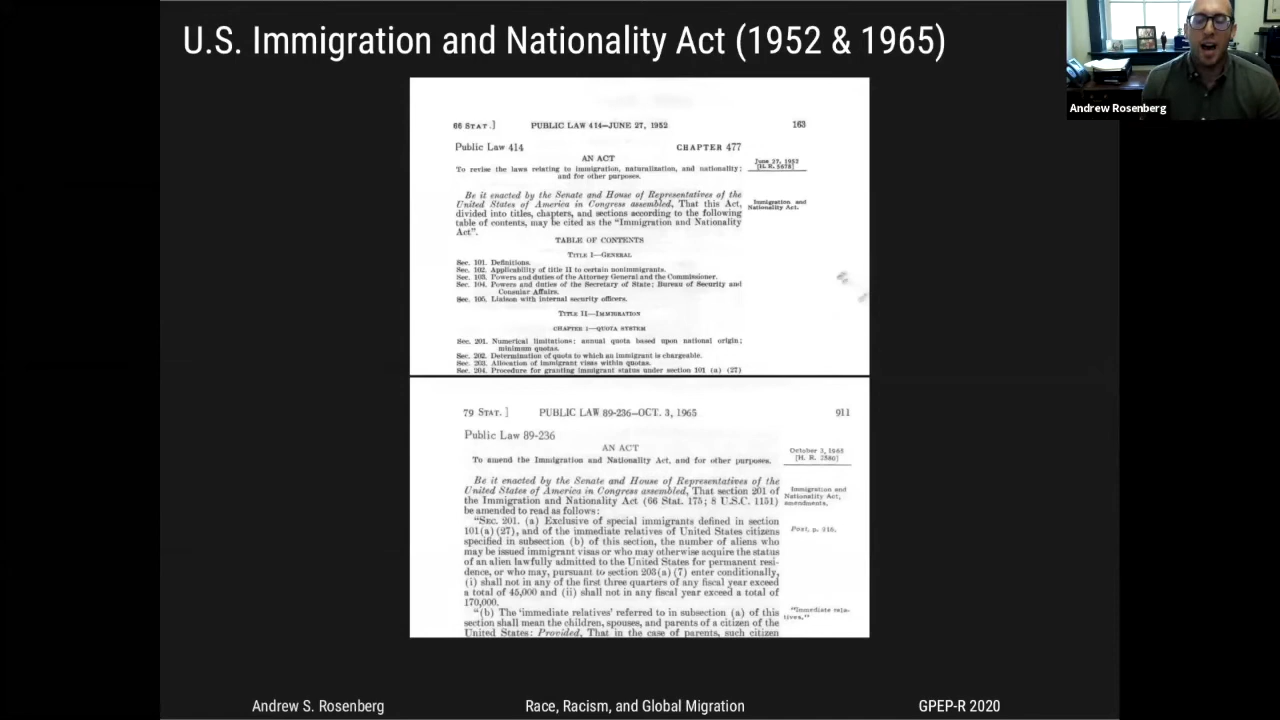 U.S. Immigration and Nationality Act (1952 & 1965)
Andrew Rosenberg
66 STAT.] PUBLIC LAW 414—JUNE 27, 1952 163
Public Law 414 CHAPTER 477
AN ACT
To revise the laws relating to immigration, naturalization, and nationality;
and for other purposes.
June 27, 1952
[H. R. 5678]
Be it enacted by the Senate and House of Representatives of the
United States of America in Congress assembled, That this Act,
divided into titles, chapters, and sections according to the following
table of contents, may be cited as the “Immigration and Nationality
Act”.
Immigration and
Nationality Act.
TABLE OF CONTENTS
TITLE I—GENERAL
Sec. 101. Definitions.
Sec. 102. Applicability of title II to certain nonimmigrants.
Sec. 103. Powers and duties of the Attorney General and the Commissioner.
Sec. 104. Powers and duties of the Secretary of State; Bureau of Security and
Consular Affairs.
Sec. 105. Liaison with internal security officers.
TITLE II—IMMIGRATION
CHAPTER 1—QUOTA SYSTEM
Sec. 201. Numerical limitations; annual quota based upon national origin;
minimum quotas.
Sec. 202. Determination of quota to which an immigrant is chargeable.
Sec. 203. Allocation of immigrant visas within quotas.
Sec. 204. Procedure for granting immigrant status under section 101 (a) (27)
79 STAT. ] PUBLIC LAW 89-236—OCT. 3, 1965 911
Public Law 89-236
AN ACT
To amend the Immigration and Nationality Act, and for other purposes.
October 3, 1965
[H. R. 2580]
Be it enacted by the Senate and House of Representatives of the
United States of America in Congress assembled, That section 201 of
the Immigration and Nationality Act (66 Stat. 175; 8 U.S.C. 1151)
be amended to read as follows:
Immigration and
Nationality Act,
amendments.
“SEC. 201. (a) Exclusive of special immigrants defined in section
101(a) (27), and of the immediate relatives of United States citizens
specified in subsection (b) of this section, the number of aliens who
may be issued immigrant visas or who may otherwise acquire the status
of an alien lawfully admitted to the United States for permanent resi-
dence, or who may, pursuant to section 203(a) (7) enter conditionally,
(i) shall not in any of the first three quarters of any fiscal year exceed
a total of 45,000 and (ii) shall not in any fiscal year exceed a total of
170,000.
Post, p. 916.
“(b) The ‘immediate relatives’ referred to in subsection (a) of this
section shall mean the children, spouses, and parents of a citizen of the
United States: Provided, That in the case of parents, such citizen
“Immediate rela-
tives.”
Andrew S. Rosenberg Race, Racism, and Global Migration GPEP-R 2020